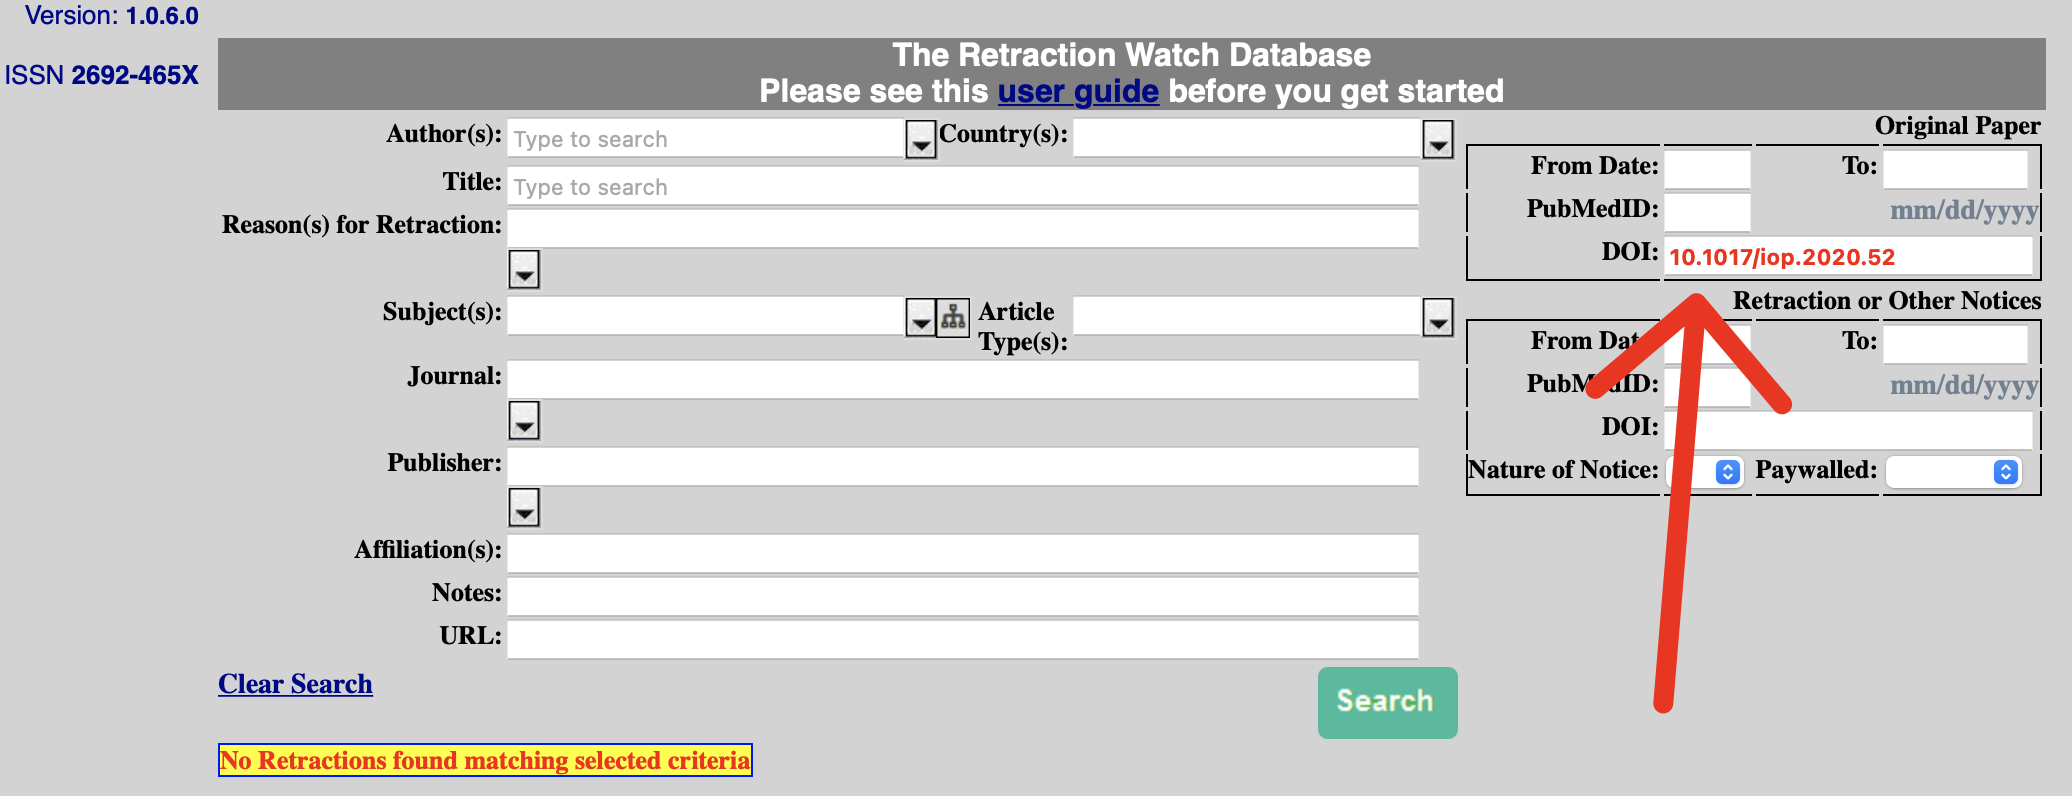 Version: 1.0.6.0
ISSN 2692-465X
The Retraction Watch Database
Please see this user guide before you get started
Author(s): Type to search Country(s):
Title: Type to search
Reason(s) for Retraction:
Subject(s): Article Type(s):
Journal:
Publisher:
Affiliation(s):
Notes:
URL:
Original Paper
From Date: To:
PubMedID: mm/dd/yyyy
DOI: 10.1017/iop.2020.52
Retraction or Other Notices
From Dat To:
PubM dID: mm/dd/yyyy
DOI:
Nature of Notice: Paywalled:
Clear Search
Search
No Retractions found matching selected criteria